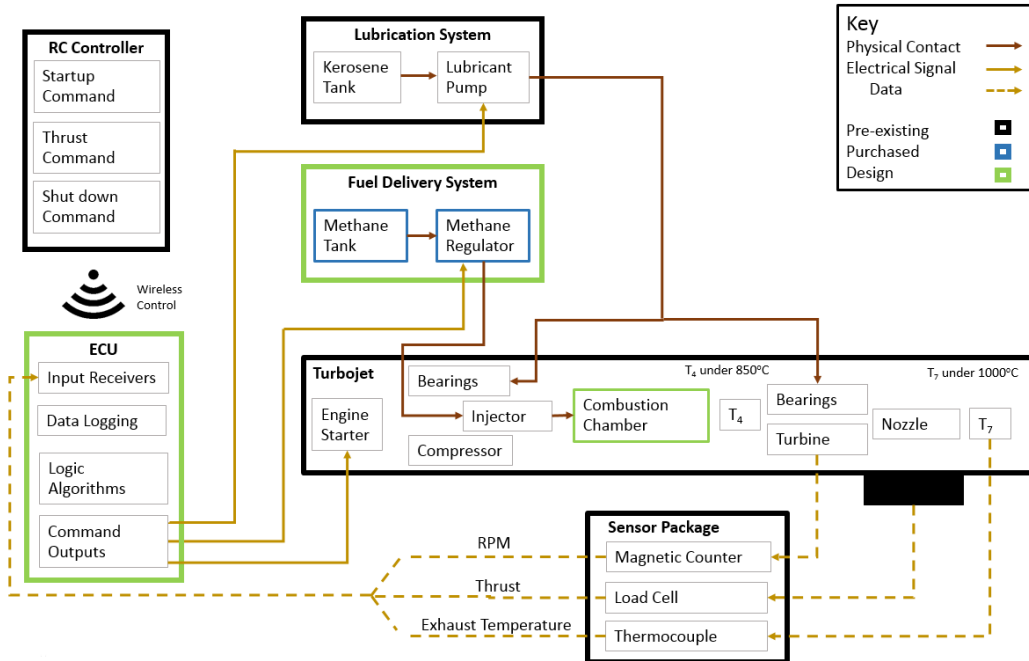 RC Controller
Startup
Command
Thrust
Command
Shut down
Command
Wireless
Control
Lubrication System
Kerosene
Tank
Lubricant
Pump
Fuel Delivery System
Methane
Tank
Methane
Regulator
Key
Physical Contact
Electrical Signal
Data
Pre-existing
Purchased
Design
ECU
Input Receivers
Data Logging
Logic
Algorithms
Command
Outputs
Turbojet
T₄ under 850°C
T₇ under 1000°C
Engine
Starter
Bearings
Injector
Compressor
Combustion
Chamber
T₄
Bearings
Turbine
Nozzle
T₇
Sensor Package
Magnetic Counter
Load Cell
Thermocouple
RPM
Thrust
Exhaust Temperature